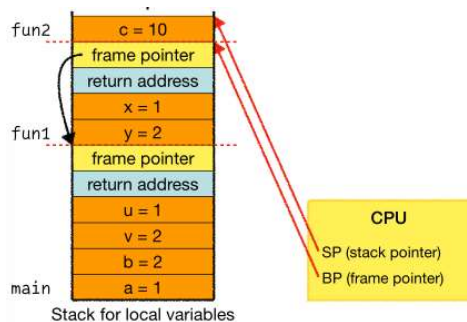 fun2
c = 10
frame pointer
return address
x = 1
fun1
y = 2
frame pointer
return address
u = 1
v = 2
b = 2
main
a = 1
Stack for local variables
CPU
SP (stack pointer)
BP (frame pointer)